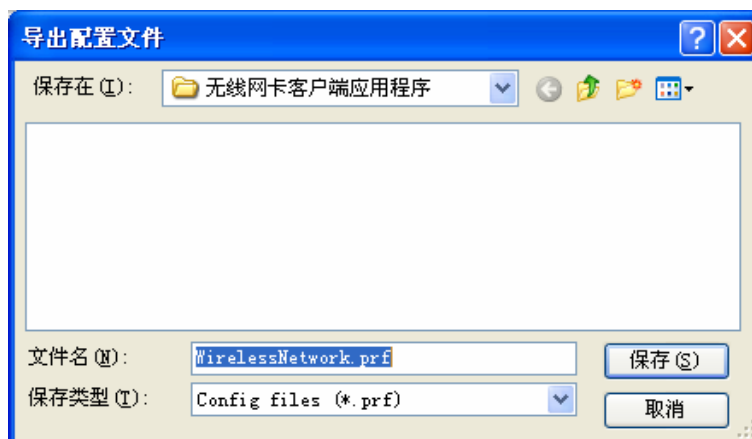 导出配置文件
保存在(I): 无线网卡客户端应用程序
文件名(N): WirelessNetwork.prf 保存(S)
保存类型(T): Config files (*.prf) 取消